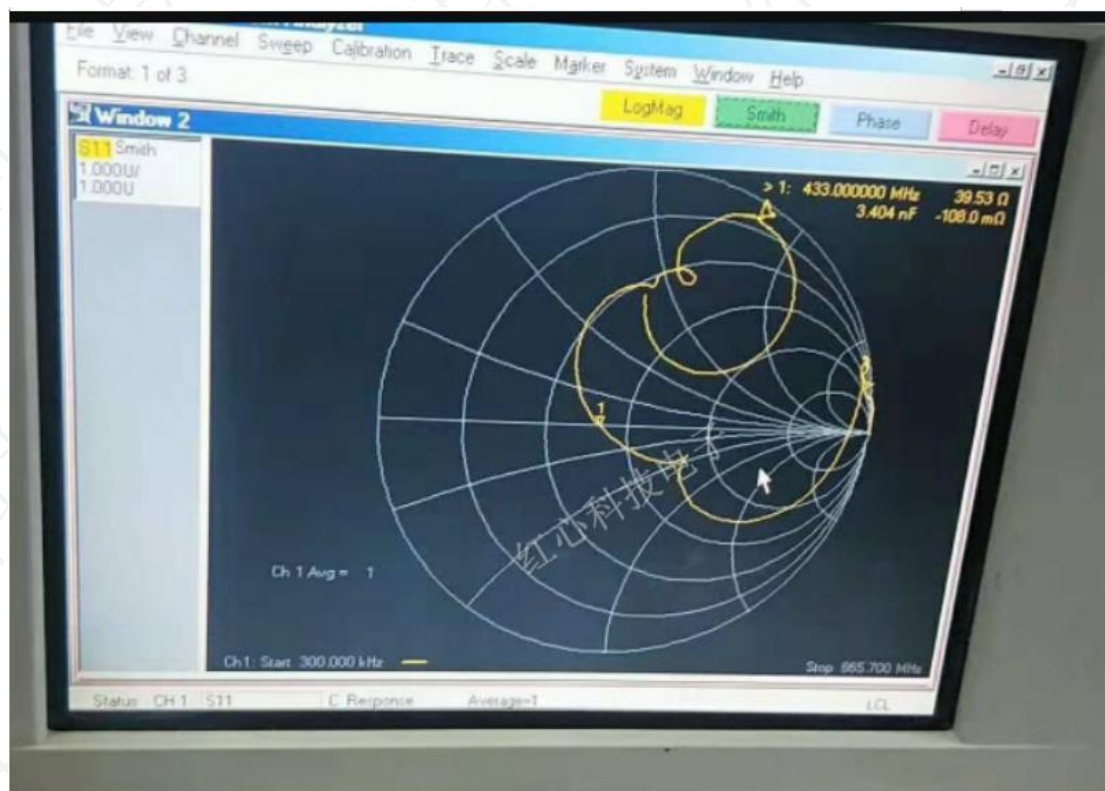 Analyzer
File View Channel Sweep Calibration Trace Scale Marker System Window Help
Format: 1 of 3
LogMag Smith Phase Delay
Window 2
S11 Smith
1.000U/
1.000U
> 1: 433.000000 MHz 39.53 Ω
3.404 nF -108.0 mΩ
1
红心科技电子
Ch 1 Avg = 1
Ch1: Start 300.000 kHz
Stop 865.700 MHz
Status CH 1 S11 C Response Average=1 LCL